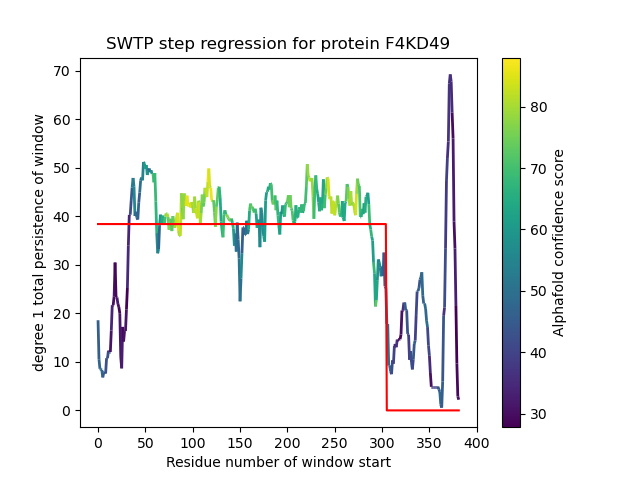 SWTP step regression for protein F4KD49
degree 1 total persistence of window
70
60
50
40
30
20
10
0
0 50 100 150 200 250 300 350 400
Residue number of window start
80
70
60
50
40
30
Alphafold confidence score